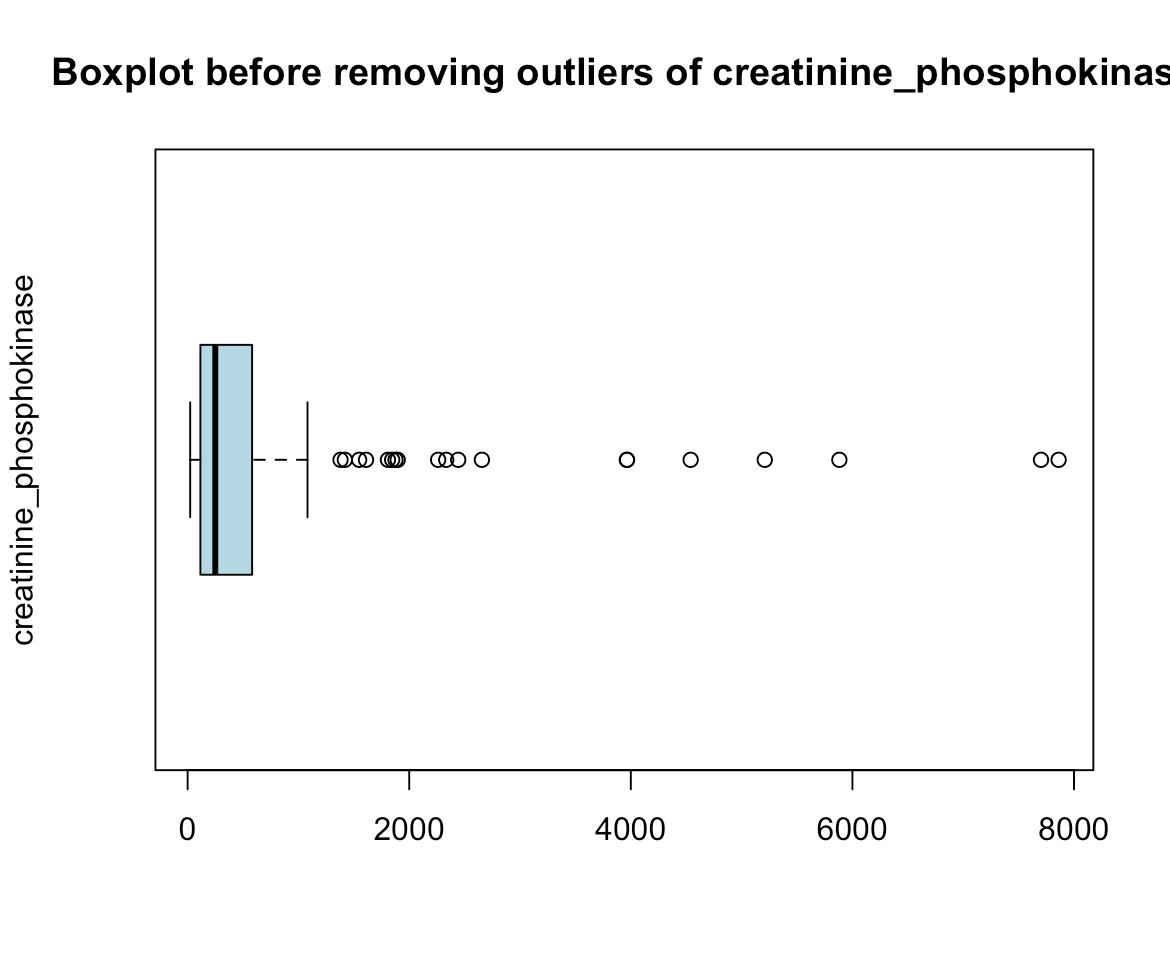 Boxplot before removing outliers of creatinine_phosphokinas
creatinine_phosphokinase
0 2000 4000 6000 8000